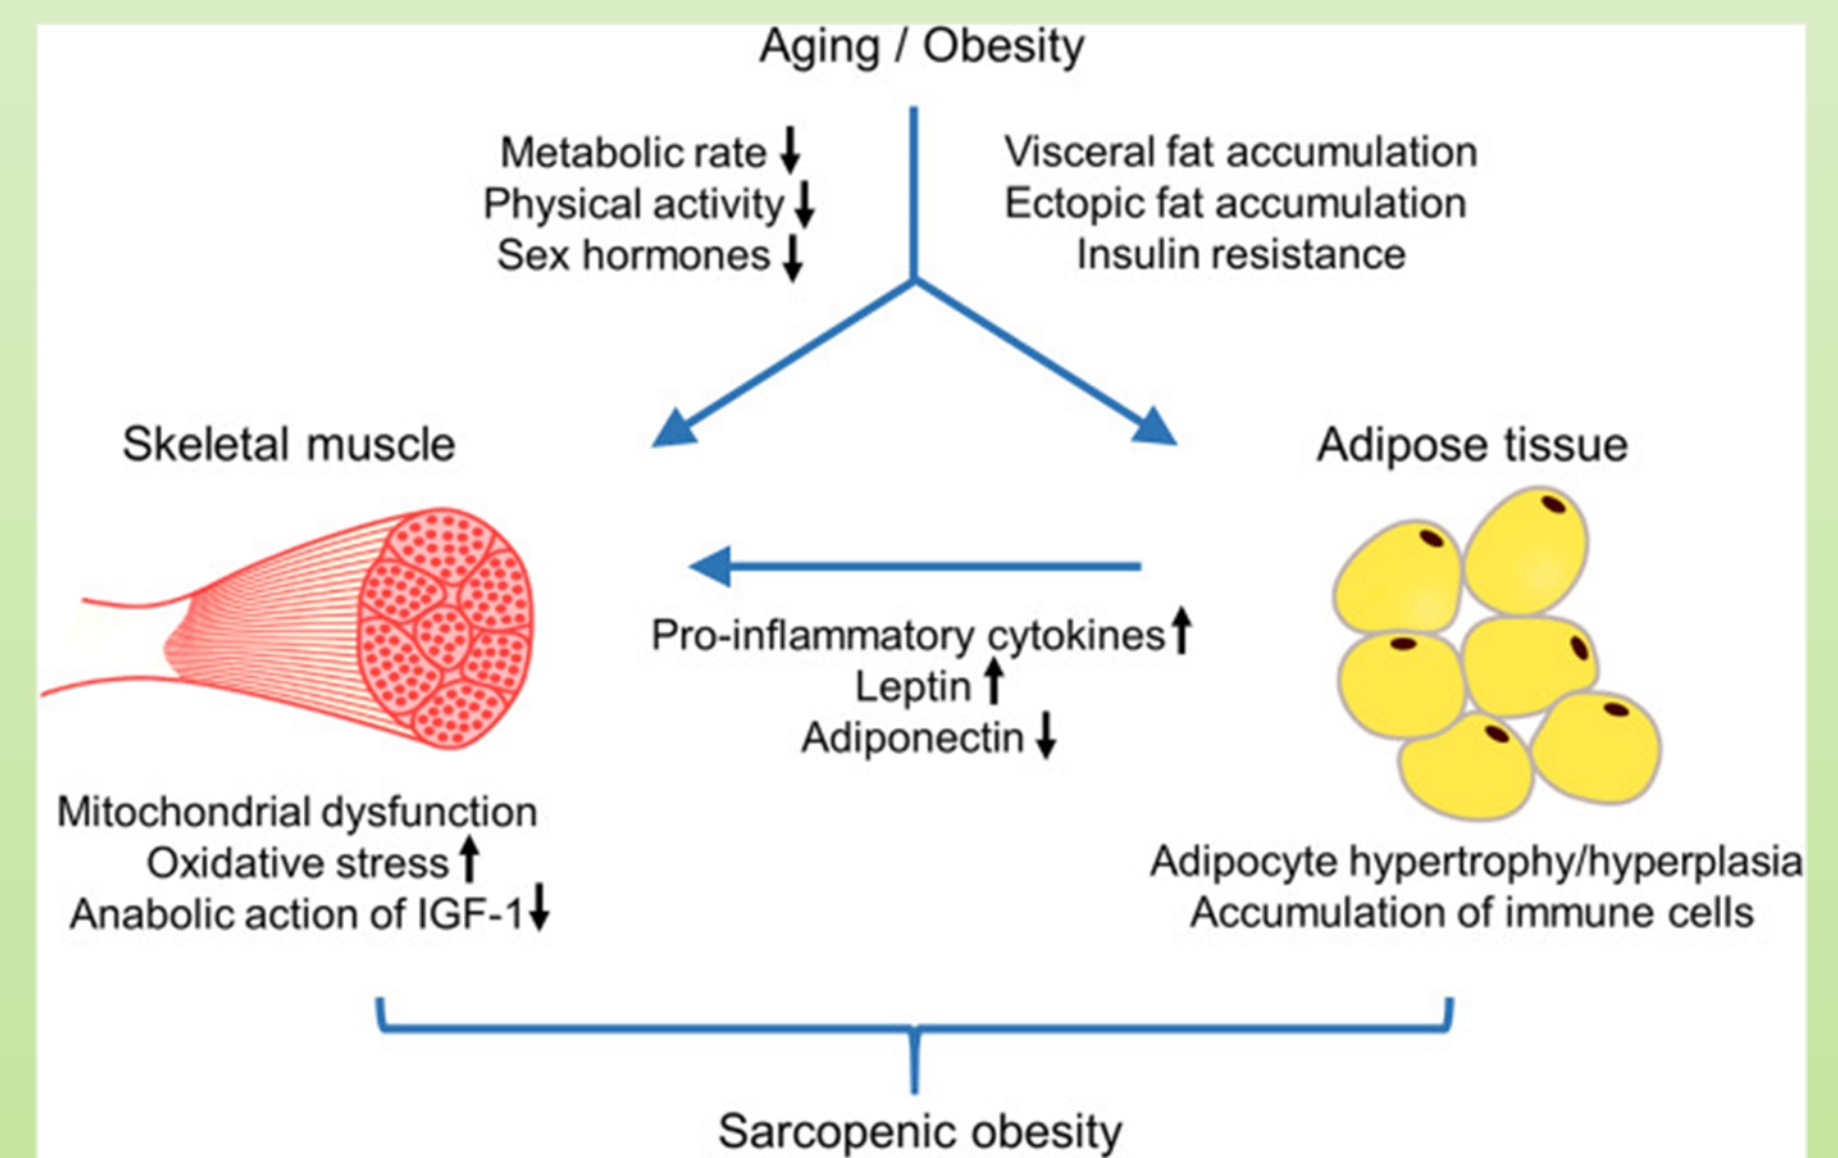 Aging / Obesity
Metabolic rate ↓
Physical activity ↓
Sex hormones ↓
Visceral fat accumulation
Ectopic fat accumulation
Insulin resistance
Skeletal muscle
Adipose tissue
Pro-inflammatory cytokines ↑
Leptin ↑
Adiponectin ↓
Mitochondrial dysfunction
Oxidative stress ↑
Anabolic action of IGF-1 ↓
Adipocyte hypertrophy/hyperplasia
Accumulation of immune cells
Sarcopenic obesity